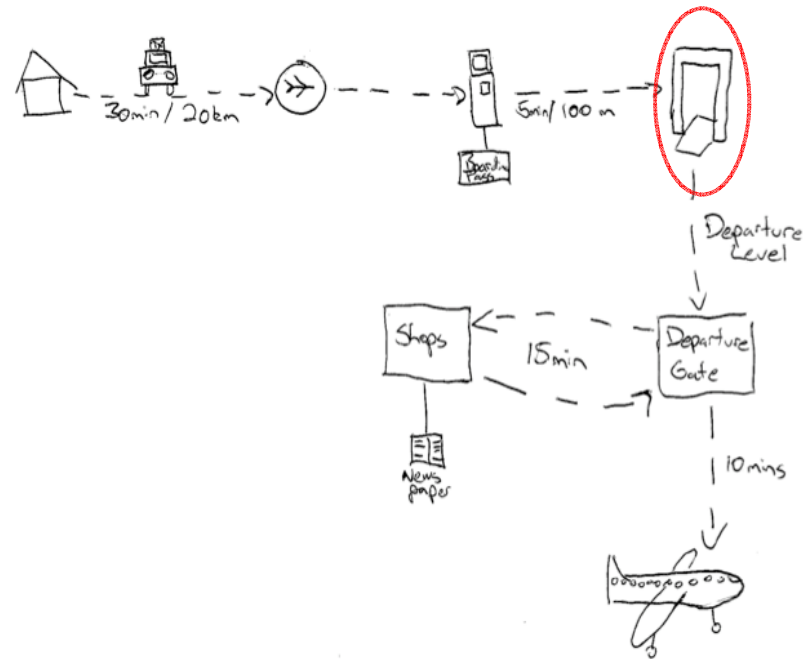 30min / 20km
5min/100 m
Boarding
Pass
Departure
Level
Shops
15min
Departure
Gate
News
paper
10mins